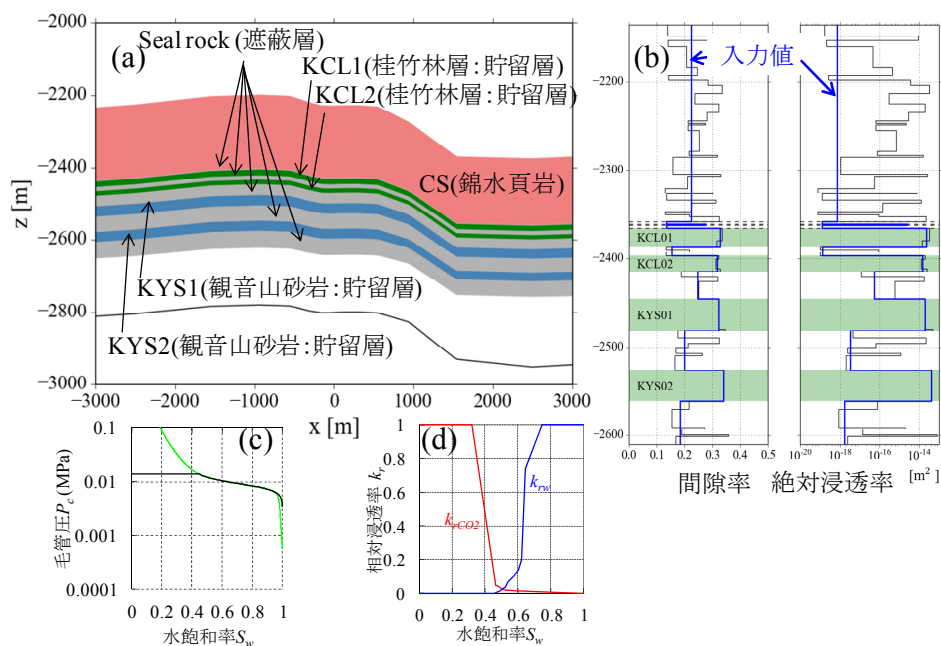 (a)
Seal rock (遮蔽層)
KCL1(桂竹林層:貯留層)
KCL2(桂竹林層:貯留層)
CS(錦水頁岩)
KYS1(観音山砂岩:貯留層)
KYS2(観音山砂岩:貯留層)
z [m]
−2000
−2200
−2400
−2600
−2800
−3000
−3000 −2000 −1000 0 1000 2000 3000
x [m]
(b)
入力値
−2200
−2300
−2400
−2500
−2600
KCL01
KCL02
KYS01
KYS02
0.0 0.1 0.2 0.3 0.4 0.5
10⁻²⁰ 10⁻¹⁸ 10⁻¹⁶ 10⁻¹⁴
間隙率 絶対浸透率 [m²]
(c)
毛管圧Pc (MPa)
0.1
0.01
0.001
0.0001
0 0.2 0.4 0.6 0.8 1
水飽和率Sw
(d)
相対浸透率 kr
1
0.8
0.6
0.4
0.2
0
krCO2
krw
0 0.2 0.4 0.6 0.8 1
水飽和率Sw